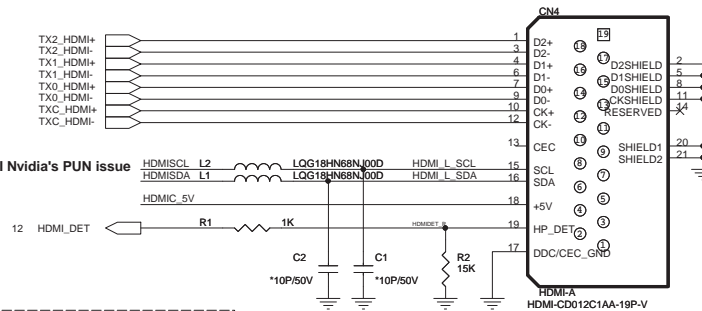 CN4
TX2_HDMI+ 1 D2+ 19
TX2_HDMI- 3 D2- 18
TX1_HDMI+ 4 D1+ 17 D2SHIELD 2
TX1_HDMI- 6 D1- 16 D1SHIELD 5
TX0_HDMI+ 7 D0+ 15 D0SHIELD 8
TX0_HDMI- 9 D0- 14 CKSHIELD 11
TXC_HDMI+ 10 CK+ 13 RESERVED 14
TXC_HDMI- 12 CK- 12
11
13 CEC 10 SHIELD1 20
9 SHIELD2 21
I Nvidia's PUN issue HDMISCL L2 LQG18HN68NJ00D HDMI_L_SCL 15 SCL 8
HDMISDA L1 LQG18HN68NJ00D HDMI_L_SDA 16 SDA 7
6
HDMIC_5V 18 +5V 5
4
12 HDMI_DET R1 1K HDMIDET_R 19 HP_DET 3
2
17 DDC/CEC_GND 1
C2 C1 R2
15K
*10P/50V *10P/50V
HDMI-A
HDMI-CD012C1AA-19P-V